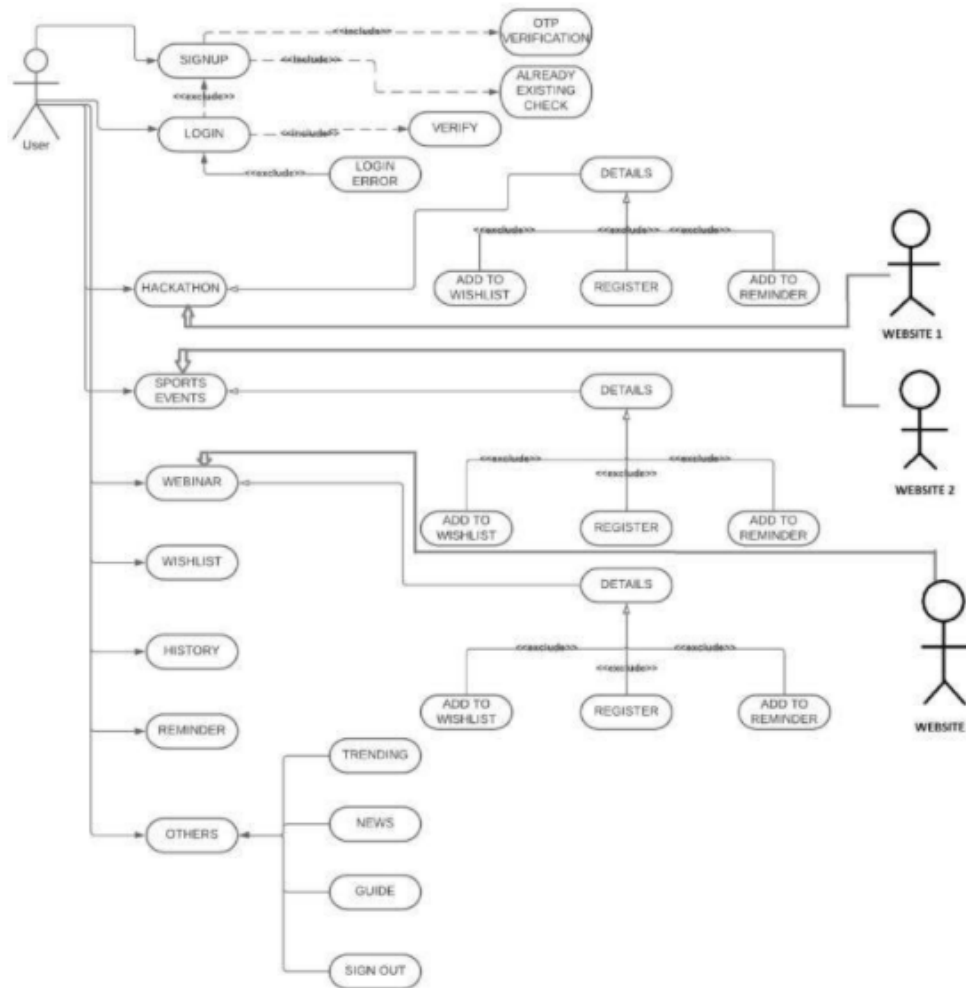 <<include>>
OTP
VERIFICATION
SIGNUP
<<include>>
ALREADY
EXISTING
CHECK
<<exclude>>
User
LOGIN
<<include>>
VERIFY
<<exclude>>
LOGIN
ERROR
DETAILS
<<exclude>>
<<exclude>>
<<exclude>>
HACKATHON
ADD TO
WISHLIST
REGISTER
ADD TO
REMINDER
WEBSITE 1
SPORTS
EVENTS
DETAILS
<<exclude>>
<<exclude>>
<<exclude>>
WEBSITE 2
WEBINAR
ADD TO
WISHLIST
REGISTER
ADD TO
REMINDER
WISHLIST
DETAILS
<<exclude>>
<<exclude>>
<<exclude>>
HISTORY
ADD TO
WISHLIST
REGISTER
ADD TO
REMINDER
WEBSITE
REMINDER
TRENDING
OTHERS
NEWS
GUIDE
SIGN OUT